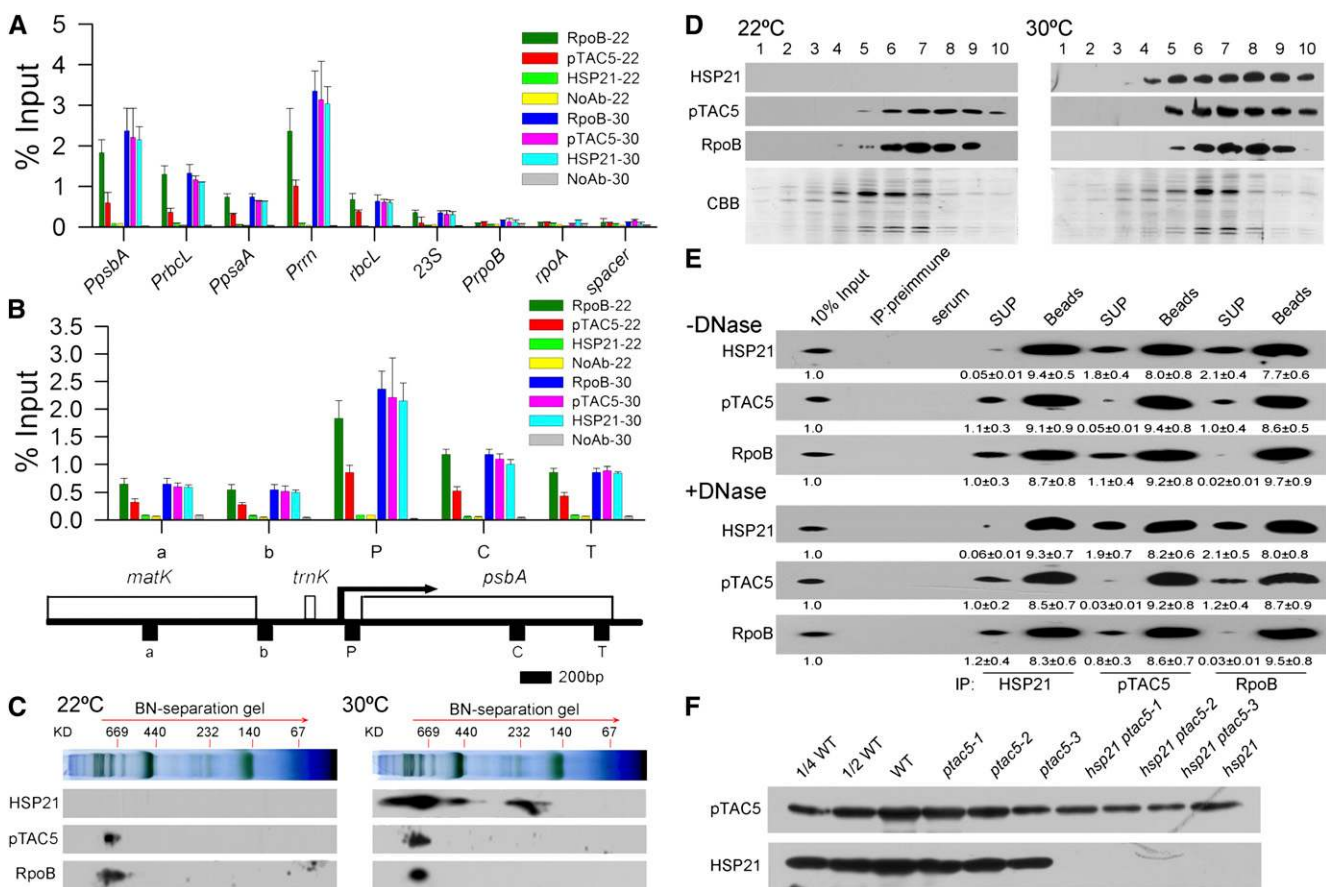 A
% Input
5
4
3
2
1
0
RpoB-22
pTAC5-22
HSP21-22
NoAb-22
RpoB-30
pTAC5-30
HSP21-30
NoAb-30
PpsbA PrbcL PpsaA Prrn rbcL 23S PrpoB rpoA spacer
B
% Input
3.5
3.0
2.5
2.0
1.5
1.0
0.5
0.0
RpoB-22
pTAC5-22
HSP21-22
NoAb-22
RpoB-30
pTAC5-30
HSP21-30
NoAb-30
a b P C T
matK trnK psbA
a b P C T
200bp
C
22ºC BN-separation gel
KD 669 440 232 140 67
30ºC BN-separation gel
KD 669 440 232 140 67
HSP21
pTAC5
RpoB
D
22ºC
1 2 3 4 5 6 7 8 9 10
30ºC
1 2 3 4 5 6 7 8 9 10
HSP21
pTAC5
RpoB
CBB
E
10% Input IP:preimmune serum SUP Beads SUP Beads SUP Beads
-DNase
HSP21
1.0 0.05±0.01 9.4±0.5 1.8±0.4 8.0±0.8 2.1±0.4 7.7±0.6
pTAC5
1.0 1.1±0.3 9.1±0.9 0.05±0.01 9.4±0.8 1.0±0.4 8.6±0.5
RpoB
1.0 1.0±0.3 8.7±0.8 1.1±0.4 9.2±0.8 0.02±0.01 9.7±0.9
+DNase
HSP21
1.0 0.06±0.01 9.3±0.7 1.9±0.7 8.2±0.6 2.1±0.5 8.0±0.8
pTAC5
1.0 1.0±0.2 8.5±0.7 0.03±0.01 9.2±0.8 1.2±0.4 8.7±0.9
RpoB
1.0 1.2±0.4 8.3±0.6 0.8±0.3 8.6±0.7 0.03±0.01 9.5±0.8
IP: HSP21 pTAC5 RpoB
F
1/4 WT 1/2 WT WT ptac5-1 ptac5-2 ptac5-3 hsp21 ptac5-1 hsp21 ptac5-2 hsp21 ptac5-3 hsp21
pTAC5
HSP21